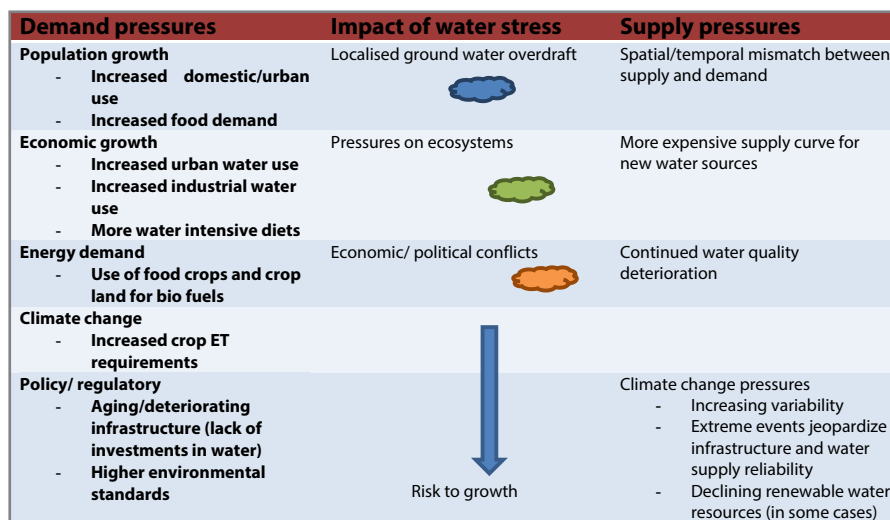 Demand pressures
Impact of water stress
Supply pressures
Population growth
- Increased domestic/urban
use
- Increased food demand
Localised ground water overdraft
Spatial/temporal mismatch between
supply and demand
Economic growth
- Increased urban water use
- Increased industrial water
use
- More water intensive diets
Pressures on ecosystems
More expensive supply curve for
new water sources
Energy demand
- Use of food crops and crop
land for bio fuels
Economic/ political conflicts
Continued water quality
deterioration
Climate change
- Increased crop ET
requirements
Policy/ regulatory
- Aging/deteriorating
infrastructure (lack of
investments in water)
- Higher environmental
standards
Risk to growth
Climate change pressures
- Increasing variability
- Extreme events jeopardize
infrastructure and water
supply reliability
- Declining renewable water
resources (in some cases)